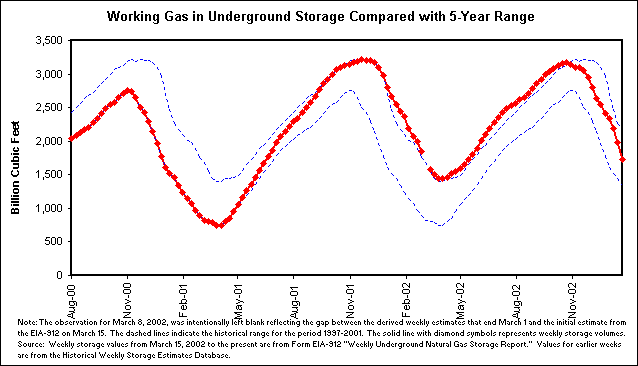 Working Gas in Underground Storage Compared with 5-Year Range
Billion Cubic Feet
3,500
3,000
2,500
2,000
1,500
1,000
500
0
Aug-00
Nov-00
Feb-01
May-01
Aug-01
Nov-01
Feb-02
May-02
Aug-02
Nov-02
Note: The observation for March 8, 2002, was intentionally left blank reflecting the gap between the derived weekly estimates that end March 1 and the initial estimate from
the EIA-912 on March 15. The dashed lines indicate the historical range for the period 1997-2001. The solid line with diamond symbols represents weekly storage volumes.
Source: Weekly storage values from March 15, 2002 to the present are from Form EIA-912 "Weekly Underground Natural Gas Storage Report." Values for earlier weeks
are from the Historical Weekly Storage Estimates Database.